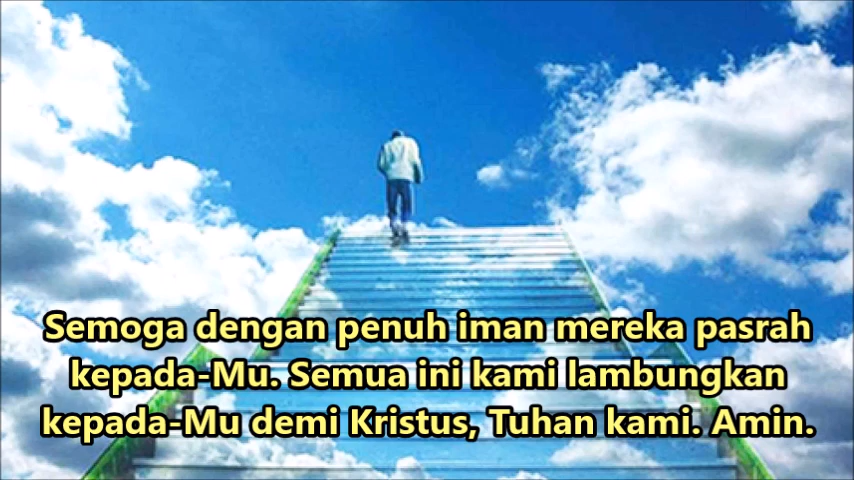 Semoga dengan penuh iman mereka pasrah
kepada-Mu. Semua ini kami lambungkan
kepada-Mu demi Kristus, Tuhan kami. Amin.